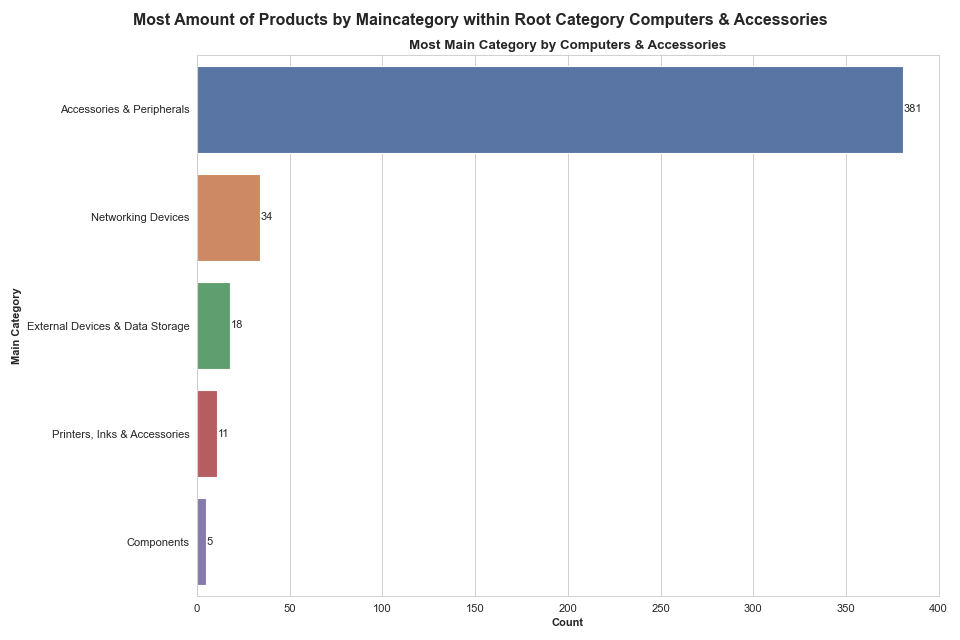 Most Amount of Products by Maincategory within Root Category Computers & Accessories
Most Main Category by Computers & Accessories
Main Category
Accessories & Peripherals
381
Networking Devices
34
External Devices & Data Storage
18
Printers, Inks & Accessories
11
Components
5
0 50 100 150 200 250 300 350 400
Count